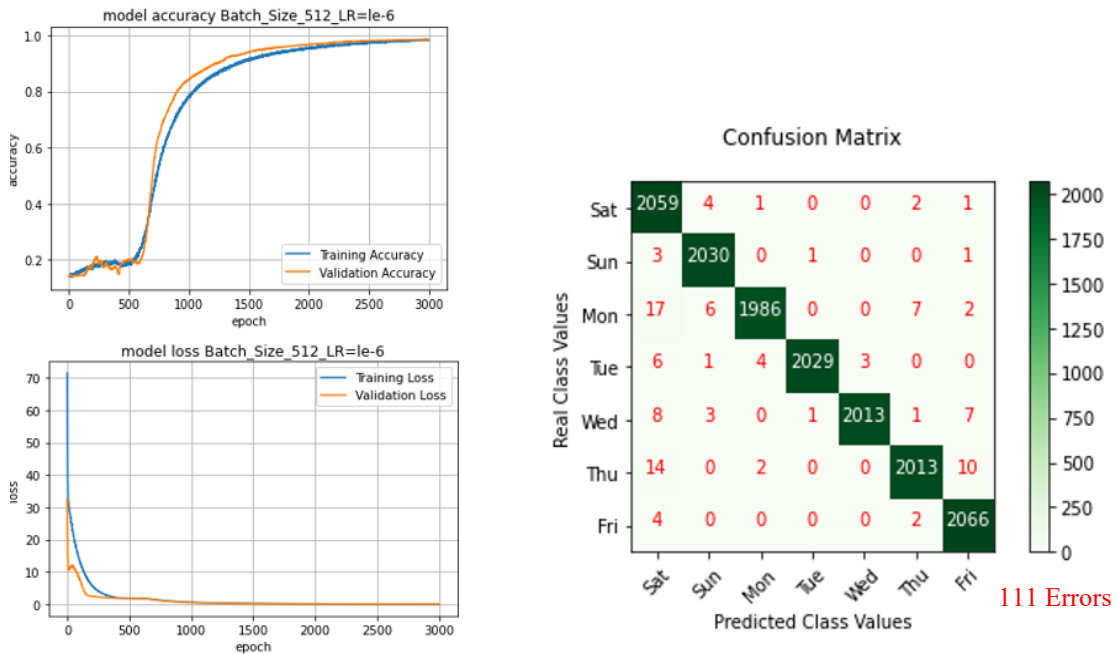 model accuracy Batch_Size_512_LR=le-6
1.0
0.8
0.6
0.4
0.2
accuracy
Training Accuracy
Validation Accuracy
0 500 1000 1500 2000 2500 3000
epoch
model loss Batch_Size_512_LR=le-6
70
60
50
40
30
20
10
0
loss
Training Loss
Validation Loss
0 500 1000 1500 2000 2500 3000
epoch
Confusion Matrix
Real Class Values
Sat 2059 4 1 0 0 2 1
Sun 3 2030 0 1 0 0 1
Mon 17 6 1986 0 0 7 2
Tue 6 1 4 2029 3 0 0
Wed 8 3 0 1 2013 1 7
Thu 14 0 2 0 0 2013 10
Fri 4 0 0 0 0 2 2066
Sat Sun Mon Tue Wed Thu Fri
Predicted Class Values
2000
1750
1500
1250
1000
750
500
250
0
111 Errors